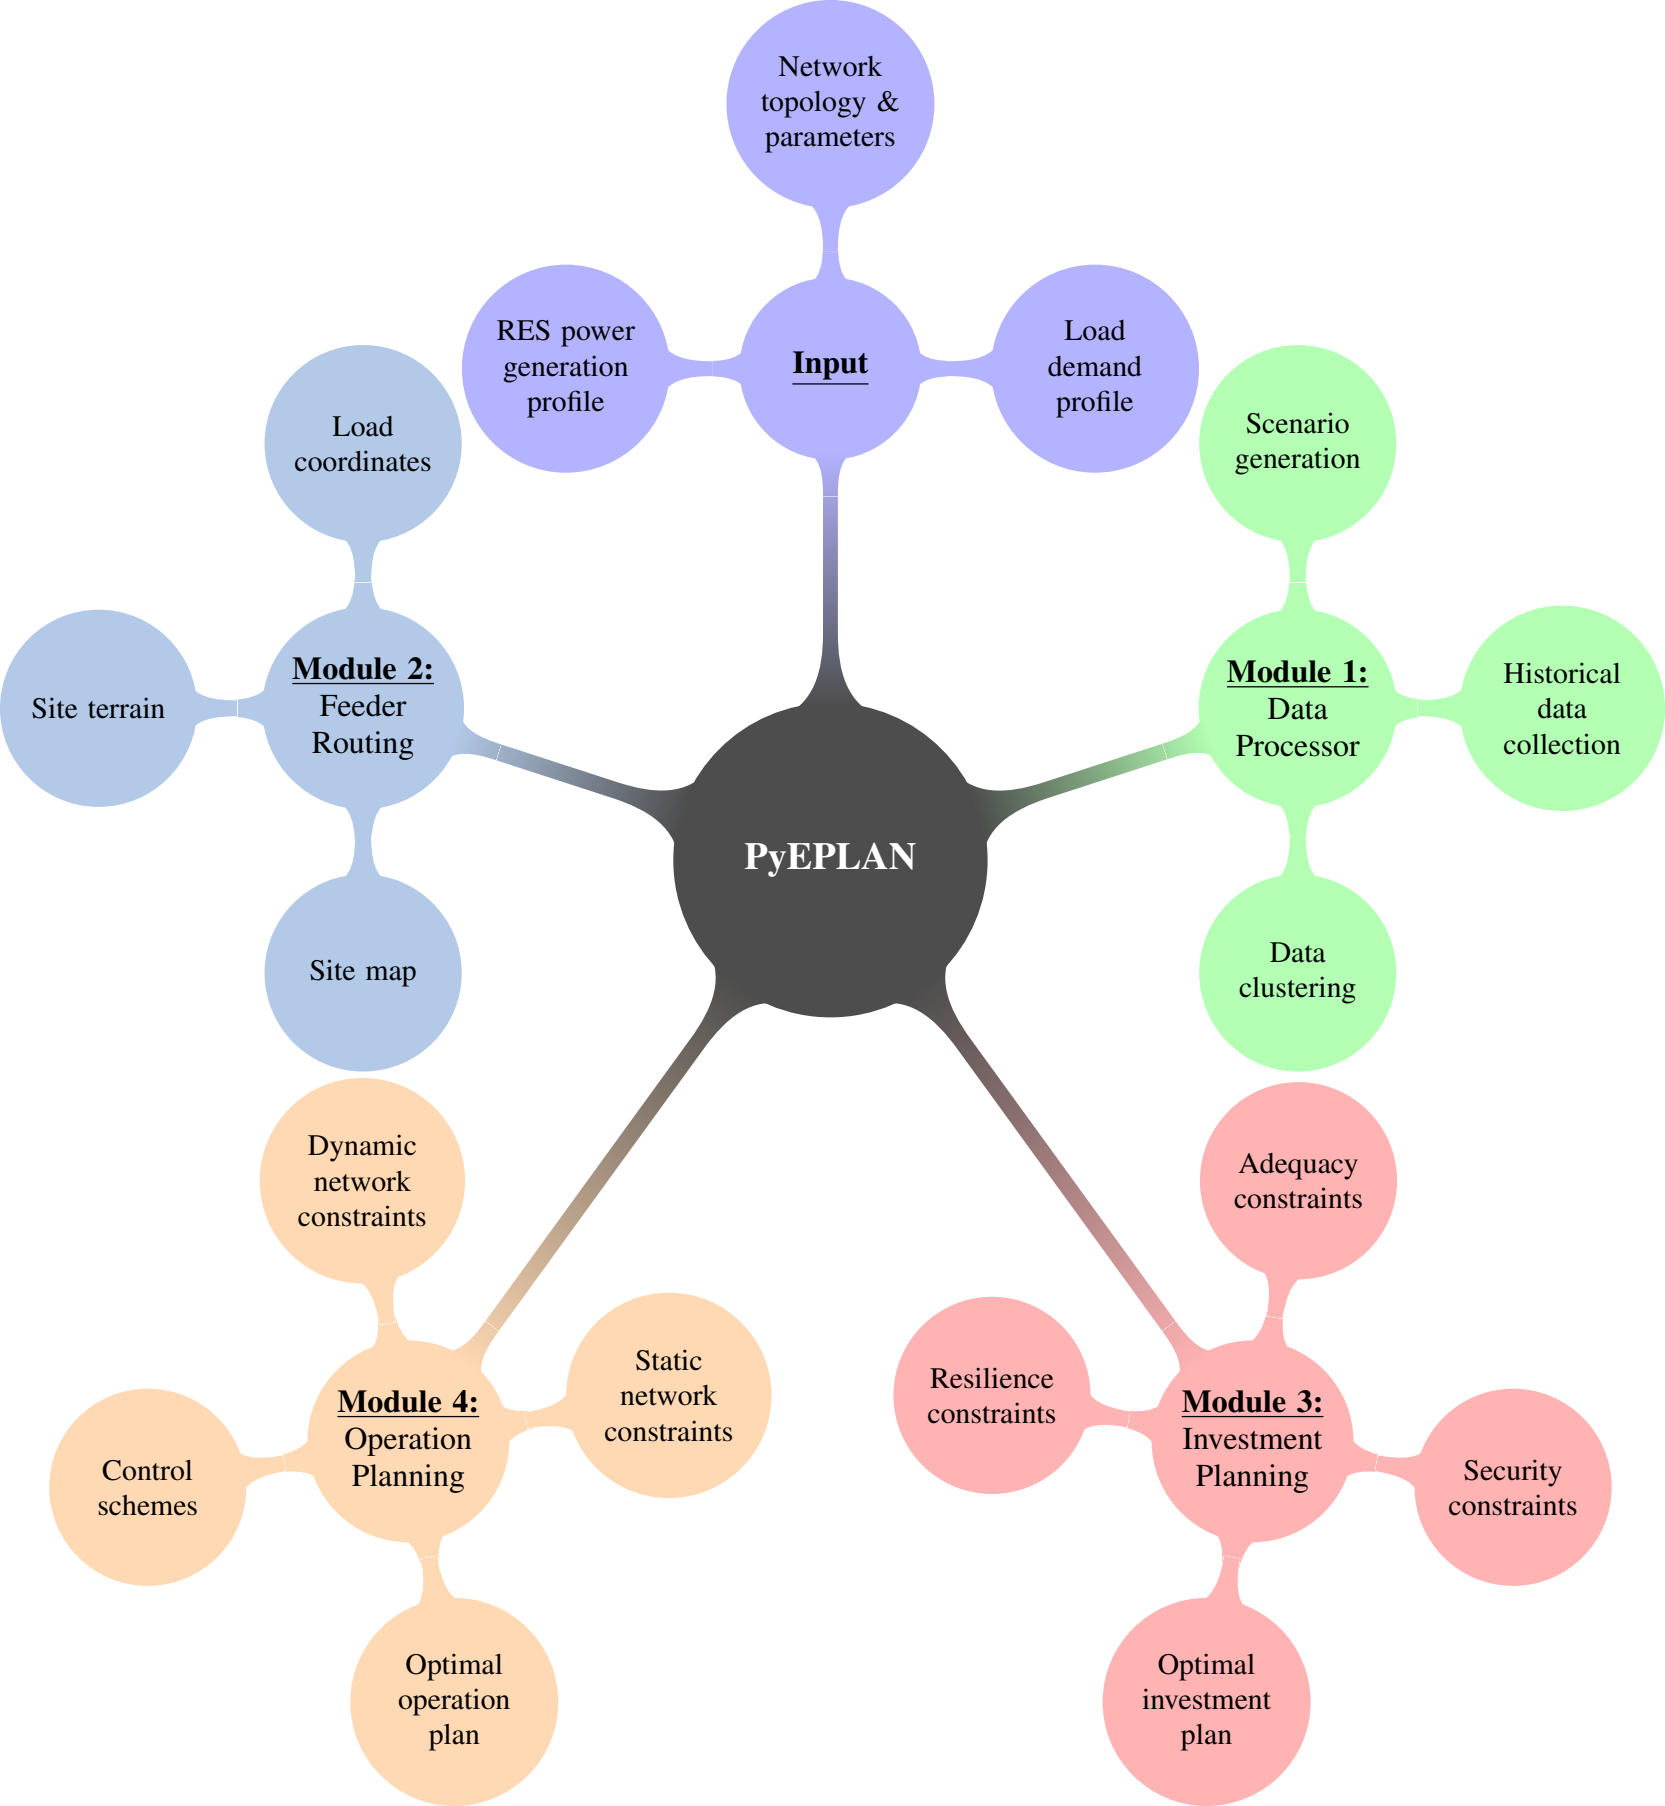 Network
topology &
parameters
RES power
generation
profile
Input
Load
demand
profile
Load
coordinates
Scenario
generation
Site terrain
Module 2:
Feeder
Routing
Module 1:
Data
Processor
Historical
data
collection
PyEPLAN
Site map
Data
clustering
Dynamic
network
constraints
Adequacy
constraints
Static
network
constraints
Resilience
constraints
Module 4:
Operation
Planning
Module 3:
Investment
Planning
Control
schemes
Security
constraints
Optimal
operation
plan
Optimal
investment
plan